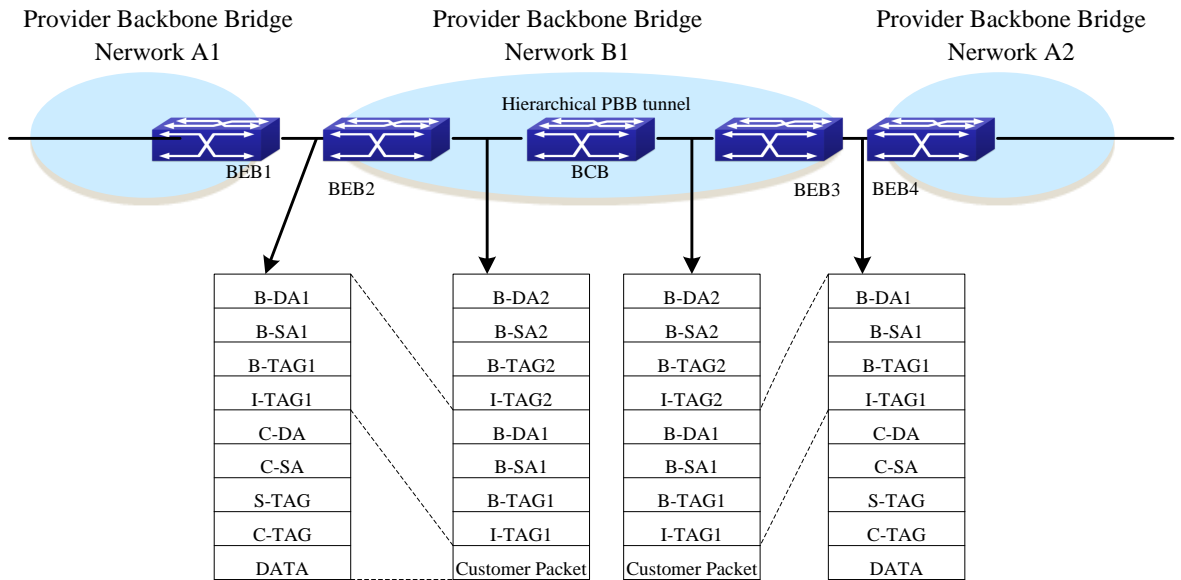 Provider Backbone Bridge
Nerwork A1
Provider Backbone Bridge
Nerwork B1
Provider Backbone Bridge
Nerwork A2
Hierarchical PBB tunnel
BEB1
BEB2
BCB
BEB3
BEB4
B-DA1
B-SA1
B-TAG1
I-TAG1
C-DA
C-SA
S-TAG
C-TAG
DATA
B-DA2
B-SA2
B-TAG2
I-TAG2
B-DA1
B-SA1
B-TAG1
I-TAG1
Customer Packet
B-DA2
B-SA2
B-TAG2
I-TAG2
B-DA1
B-SA1
B-TAG1
I-TAG1
Customer Packet
B-DA1
B-SA1
B-TAG1
I-TAG1
C-DA
C-SA
S-TAG
C-TAG
DATA